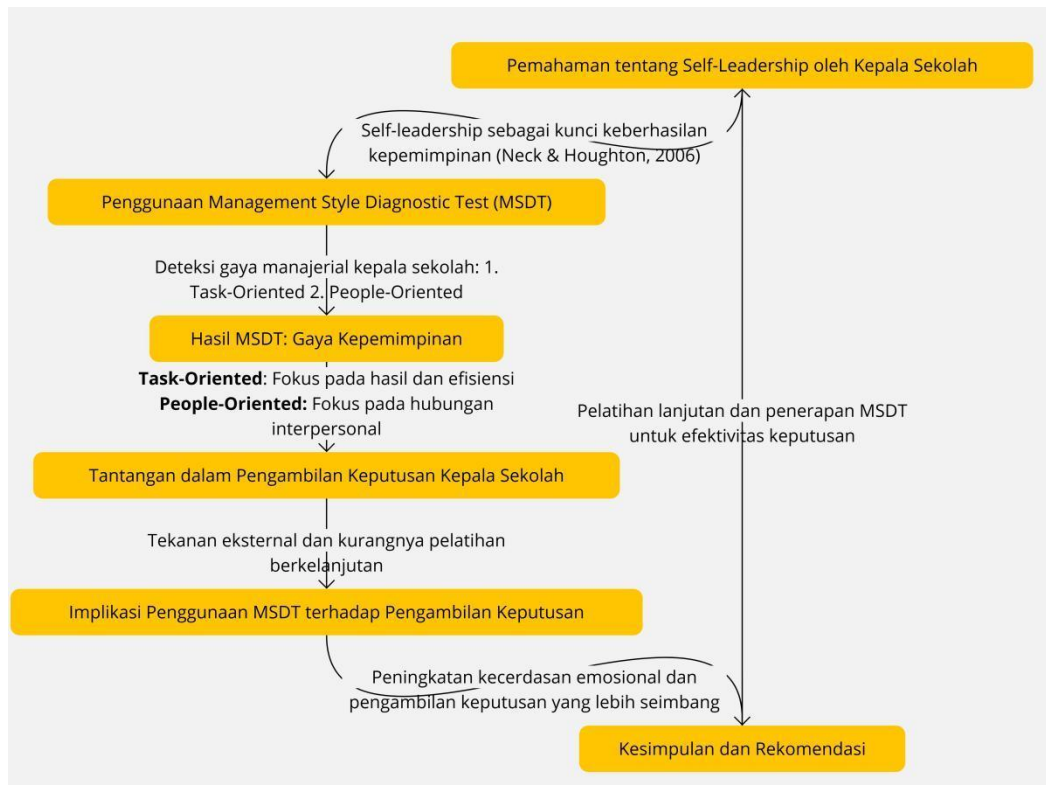 Pemahaman tentang Self-Leadership oleh Kepala Sekolah
Self-leadership sebagai kunci keberhasilan
kepemimpinan (Neck & Houghton, 2006)
Penggunaan Management Style Diagnostic Test (MSDT)
Deteksi gaya manajerial kepala sekolah: 1.
Task-Oriented 2. People-Oriented
Hasil MSDT: Gaya Kepemimpinan
Task-Oriented: Fokus pada hasil dan efisiensi
People-Oriented: Fokus pada hubungan
interpersonal
Tantangan dalam Pengambilan Keputusan Kepala Sekolah
Tekanan eksternal dan kurangnya pelatihan
berkelanjutan
Implikasi Penggunaan MSDT terhadap Pengambilan Keputusan
Peningkatan kecerdasan emosional dan
pengambilan keputusan yang lebih seimbang
Kesimpulan dan Rekomendasi
Pelatihan lanjutan dan penerapan MSDT
untuk efektivitas keputusan